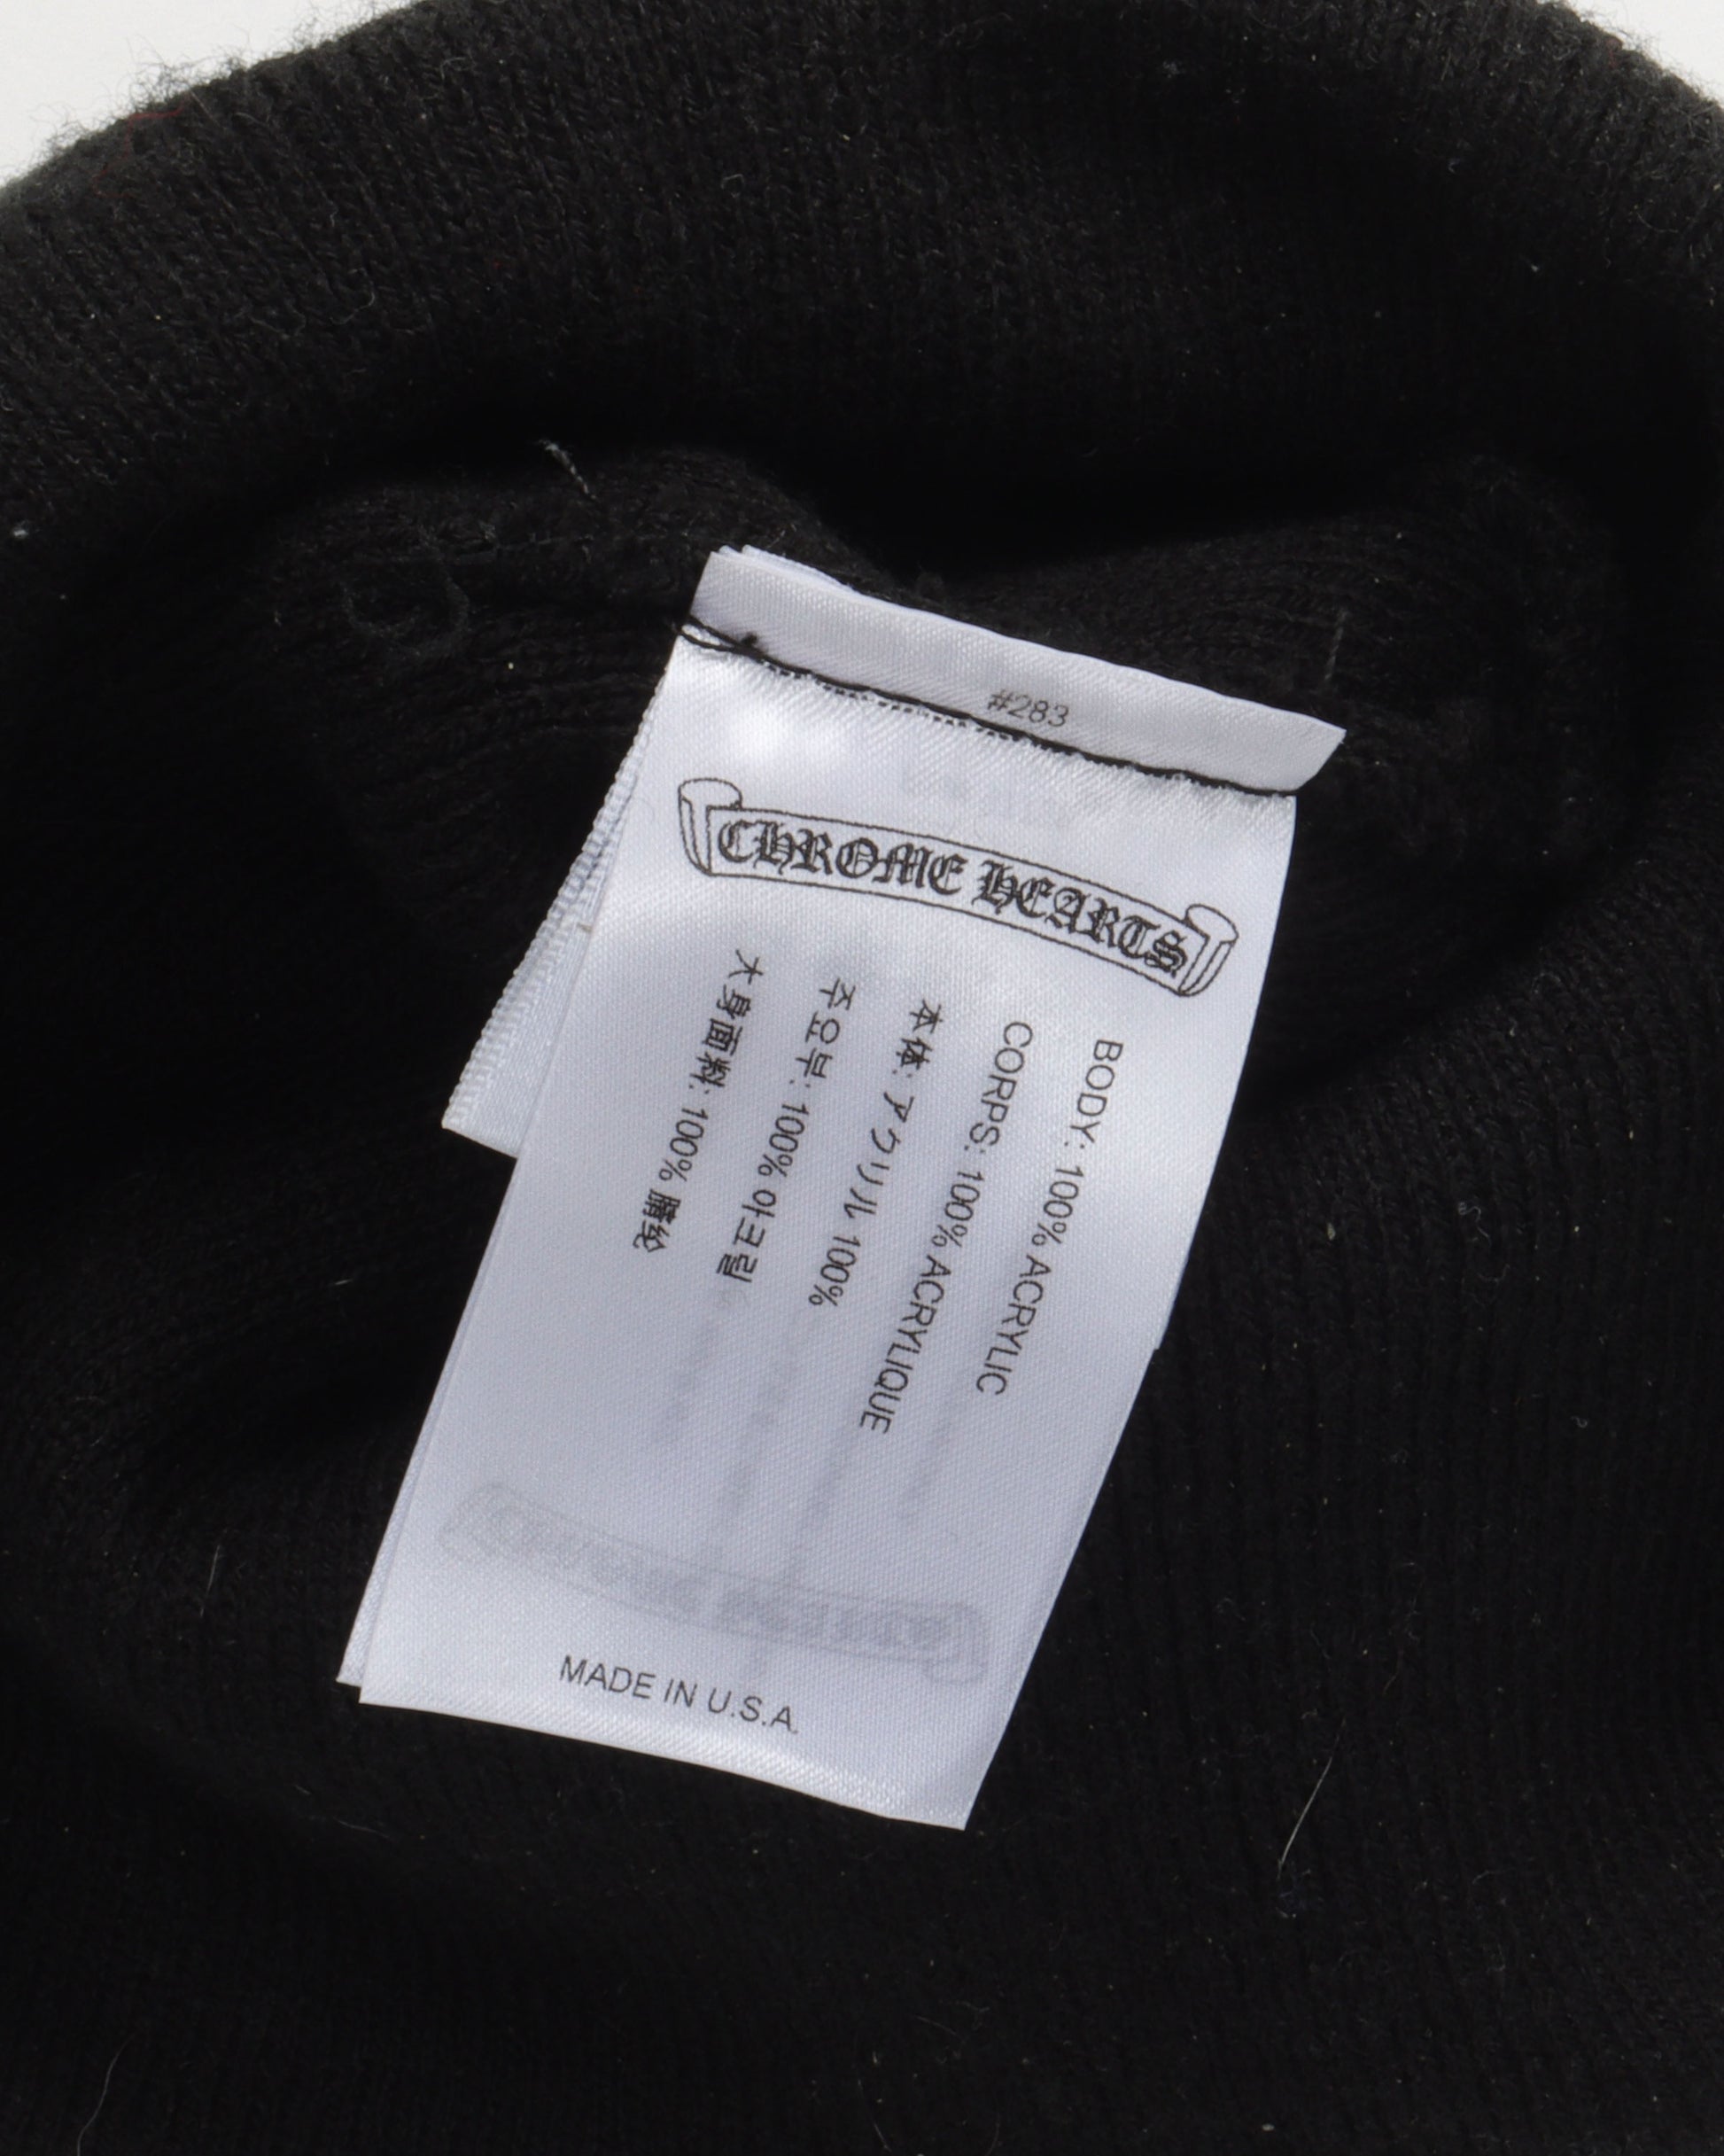 #283
CHROME HEARTS
BODY: 100% ACRYLIC
CORPS: 100% ACRYLIQUE
本体: アクリル 100%
주요부: 100% 아크릴
大身面料: 100% 腈纶
MADE IN U.S.A.